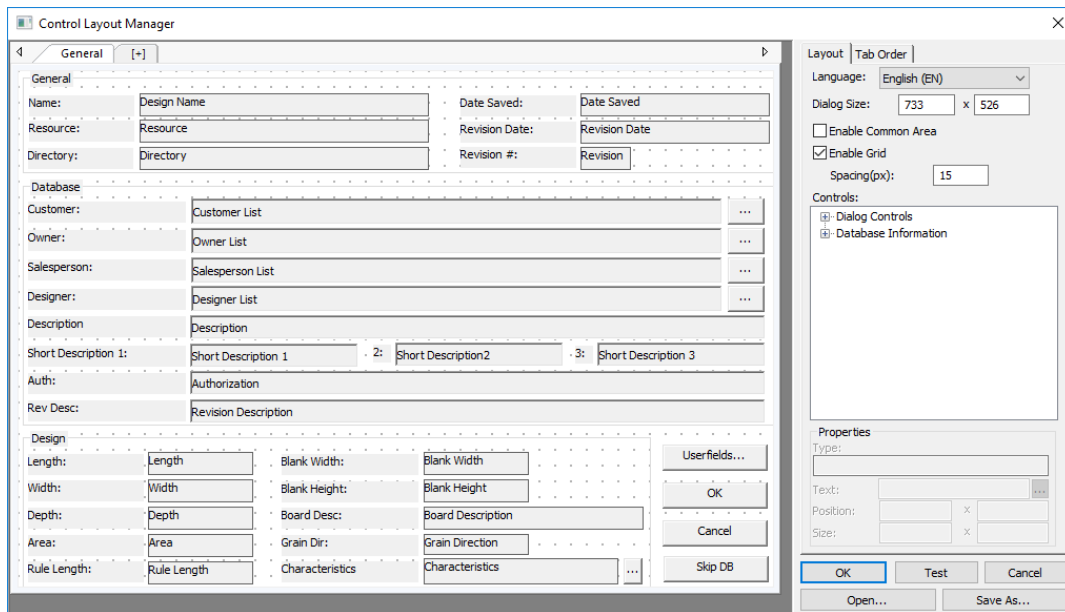 Control Layout Manager
General [+]
General
Name: Design Name Date Saved: Date Saved
Resource: Resource Revision Date: Revision Date
Directory: Directory Revision #: Revision
Database
Customer: Customer List ...
Owner: Owner List ...
Salesperson: Salesperson List ...
Designer: Designer List ...
Description Description
Short Description 1: Short Description 1 2: Short Description2 3: Short Description 3
Auth: Authorization
Rev Desc: Revision Description
Design
Length: Length Blank Width: Blank Width
Width: Width Blank Height: Blank Height
Depth: Depth Board Desc: Board Description
Area: Area Grain Dir: Grain Direction
Rule Length: Rule Length Characteristics Characteristics ...
Userfields...
OK
Cancel
Skip DB
Layout Tab Order
Language: English (EN)
Dialog Size: 733 x 526
Enable Common Area
Enable Grid
Spacing(px): 15
Controls:
Dialog Controls
Database Information
Properties
Type:
Text: ...
Position: x
Size: x
OK Test Cancel
Open... Save As...